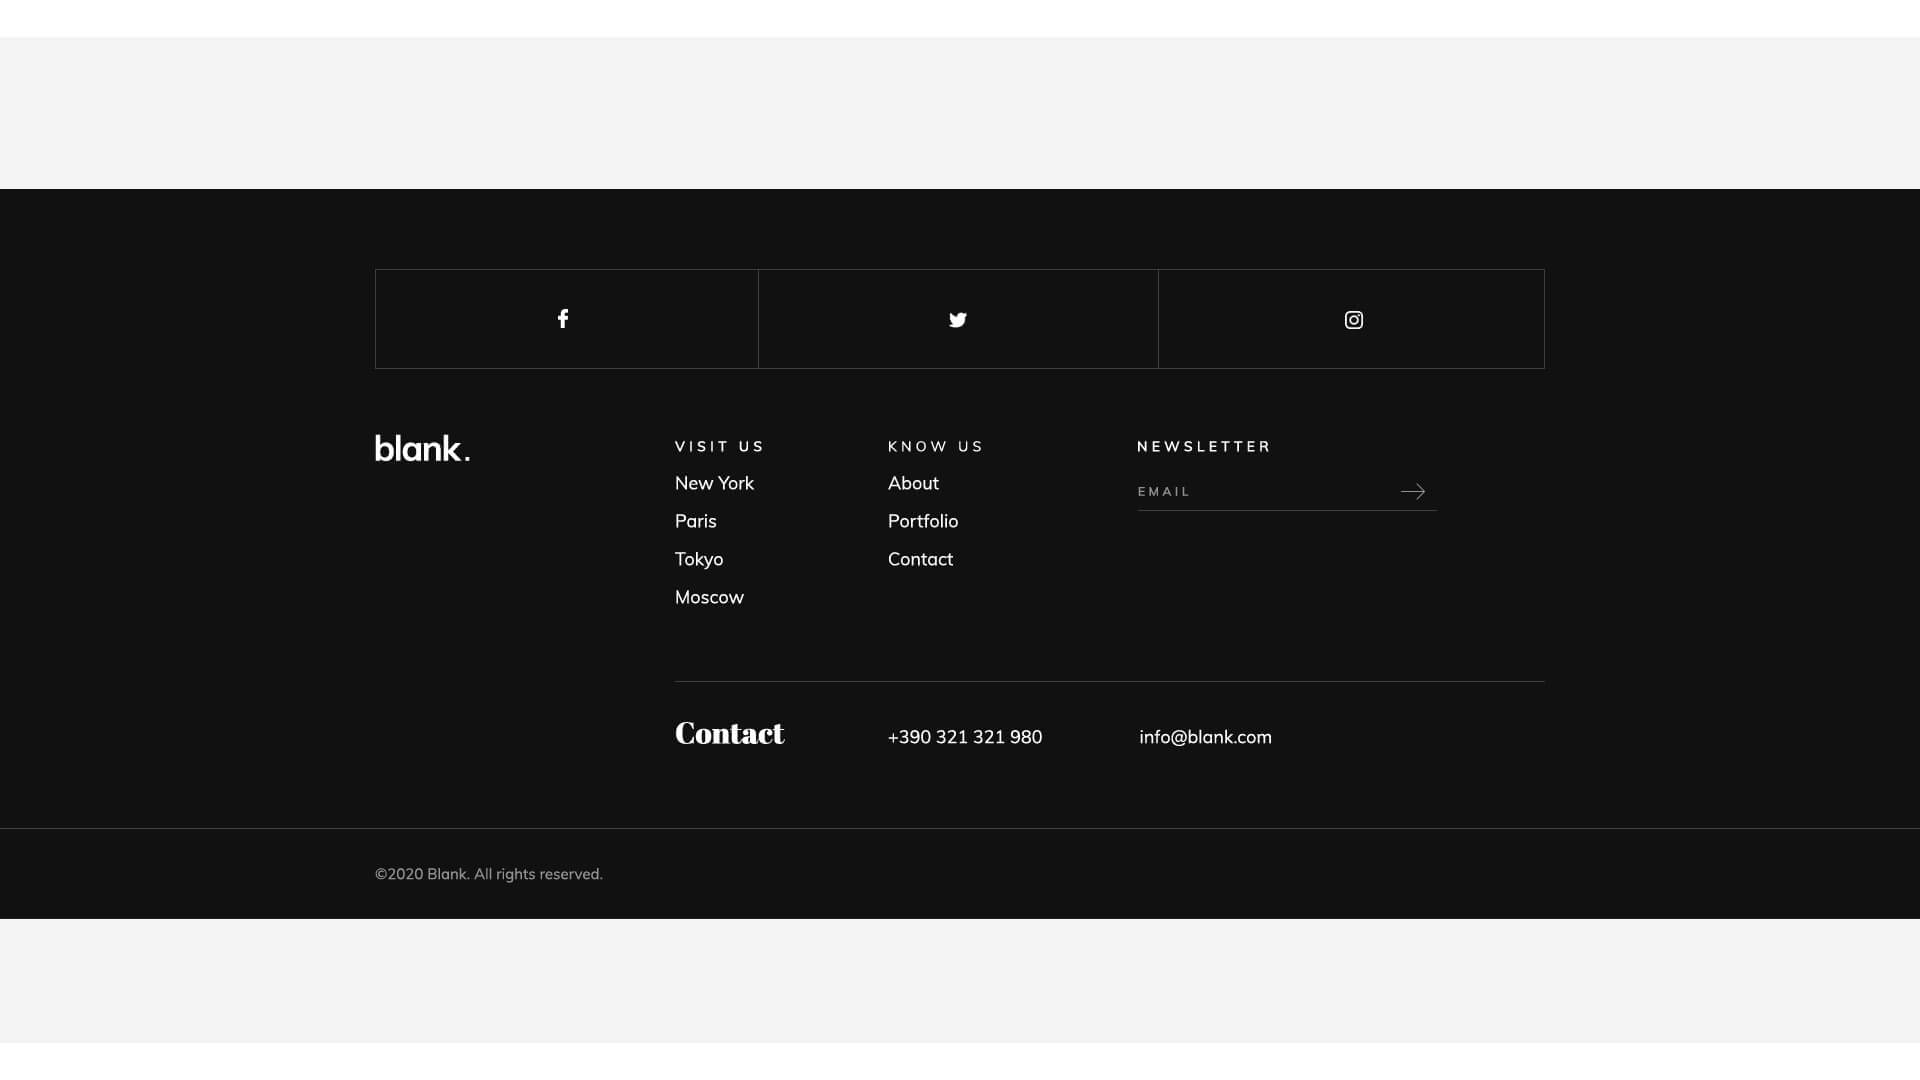 blank.
VISIT US
New York
Paris
Tokyo
Moscow
KNOW US
About
Portfolio
Contact
NEWSLETTER
EMAIL
Contact
+390 321 321 980
info@blank.com
©2020 Blank. All rights reserved.